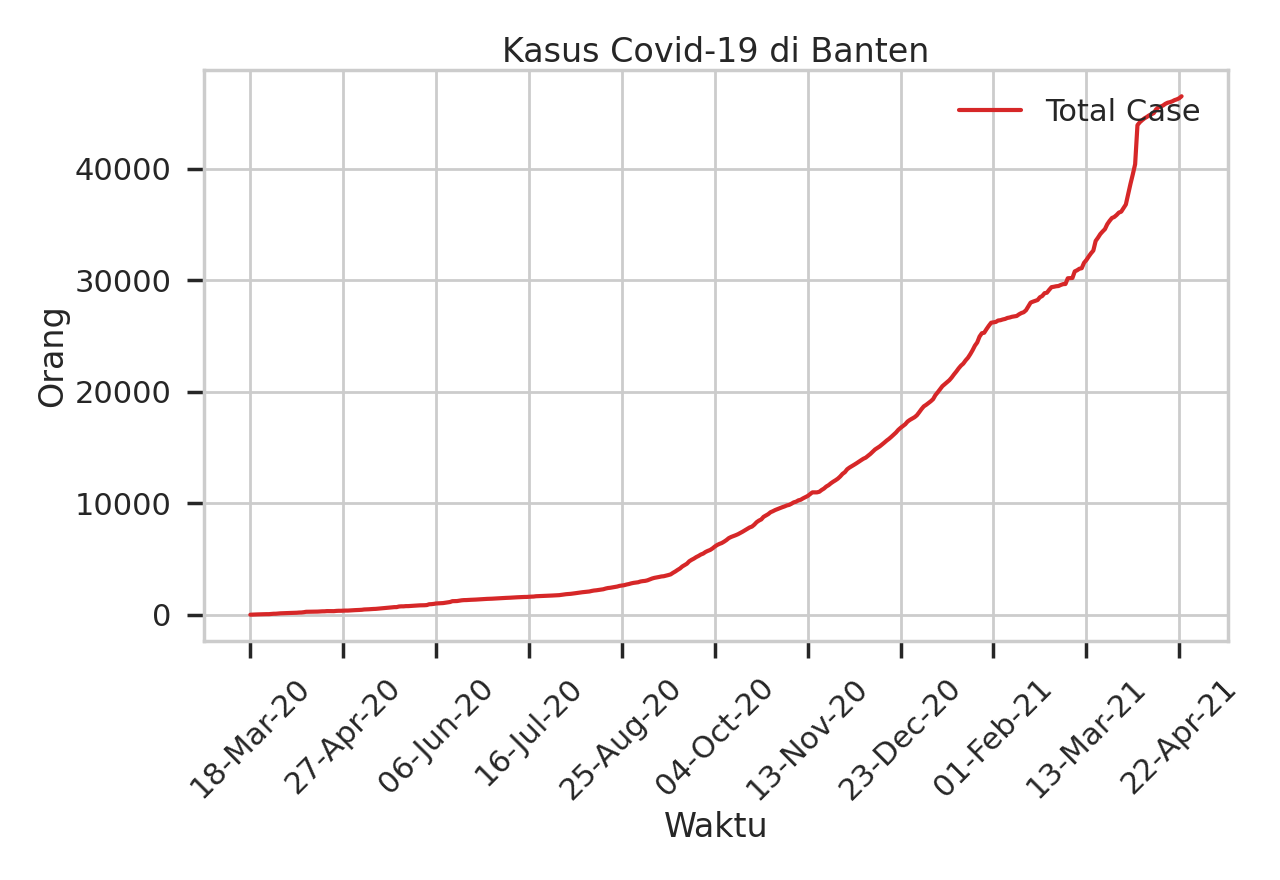 Kasus Covid-19 di Banten
Total Case
40000
30000
20000
10000
0
Orang
18-Mar-20
27-Apr-20
06-Jun-20
16-Jul-20
25-Aug-20
04-Oct-20
13-Nov-20
23-Dec-20
01-Feb-21
13-Mar-21
22-Apr-21
Waktu